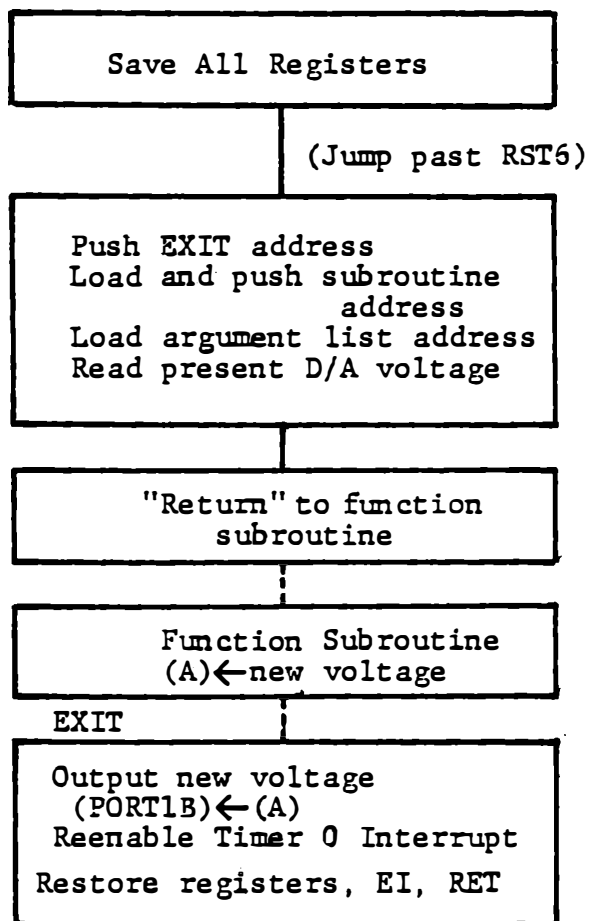 Save All Registers
(Jump past RST6)
Push EXIT address
Load and push subroutine
address
Load argument list address
Read present D/A voltage
"Return" to function
subroutine
Function Subroutine
(A)←new voltage
EXIT
Output new voltage
(PORT1B)←(A)
Reenable Timer 0 Interrupt
Restore registers, EI, RET